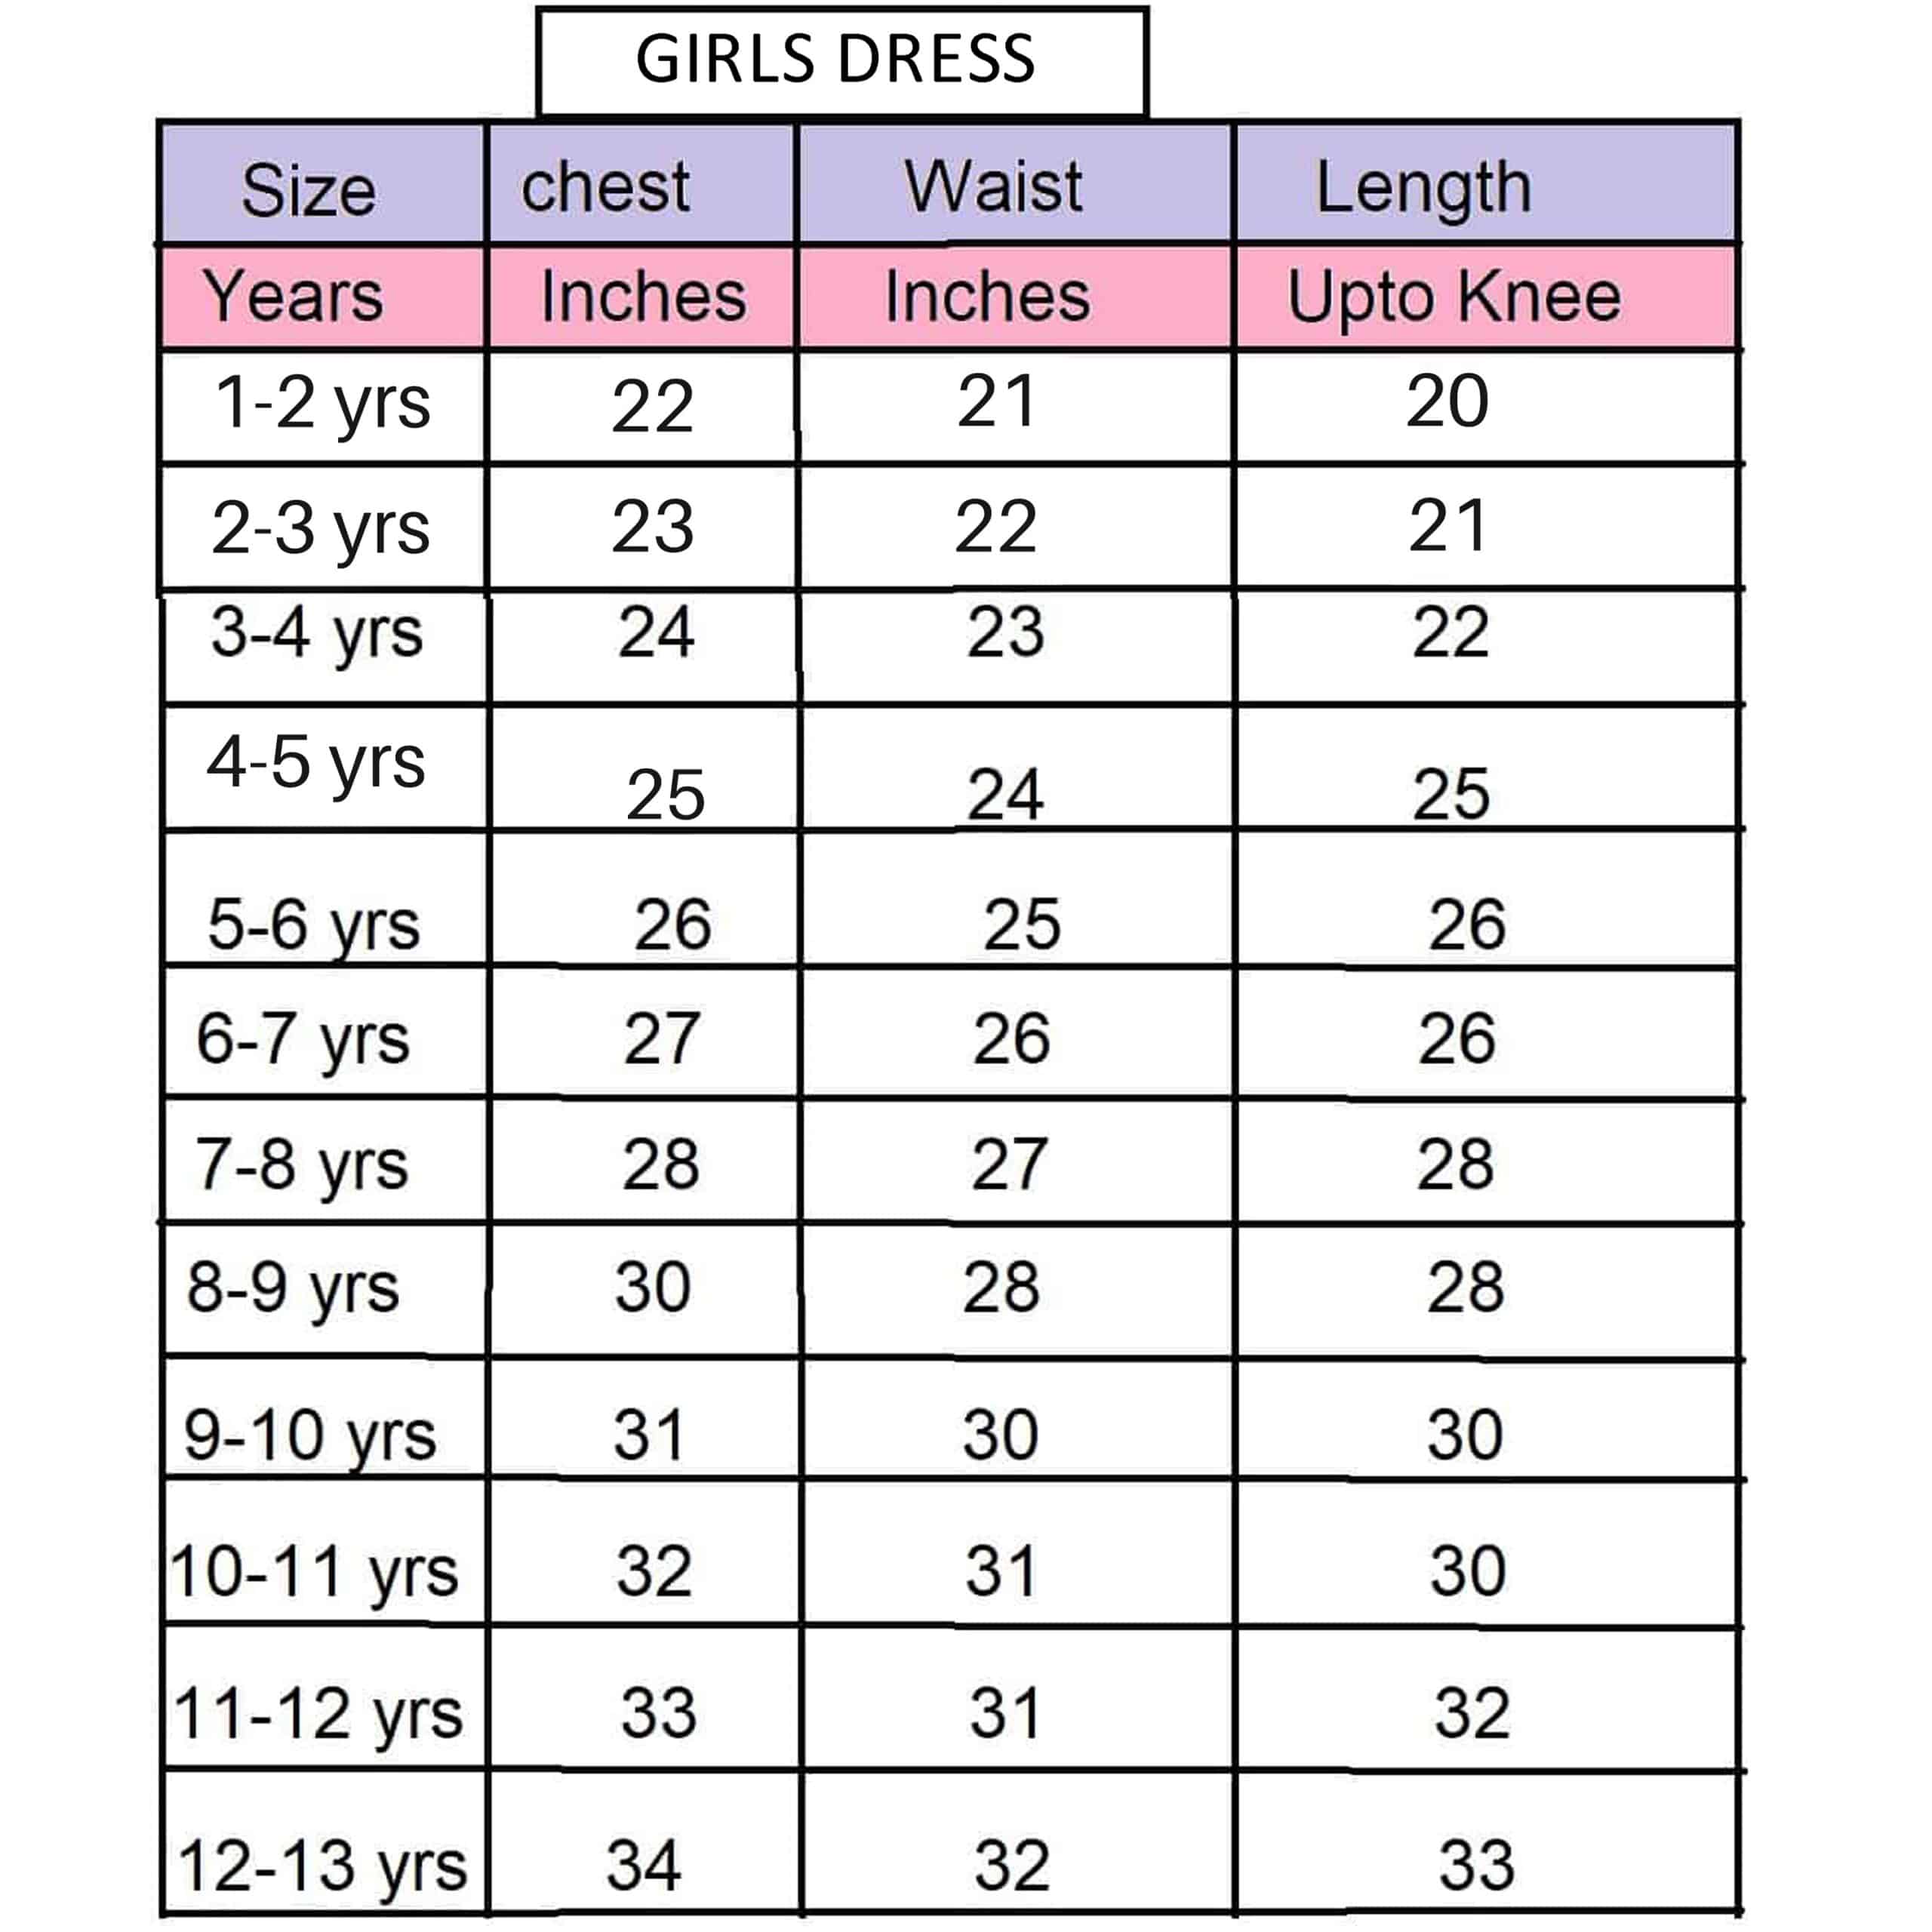 GIRLS DRESS
Size chest Waist Length
Years Inches Inches Upto Knee
1-2 yrs 22 21 20
2-3 yrs 23 22 21
3-4 yrs 24 23 22
4-5 yrs 25 24 25
5-6 yrs 26 25 26
6-7 yrs 27 26 26
7-8 yrs 28 27 28
8-9 yrs 30 28 28
9-10 yrs 31 30 30
10-11 yrs 32 31 30
11-12 yrs 33 31 32
12-13 yrs 34 32 33